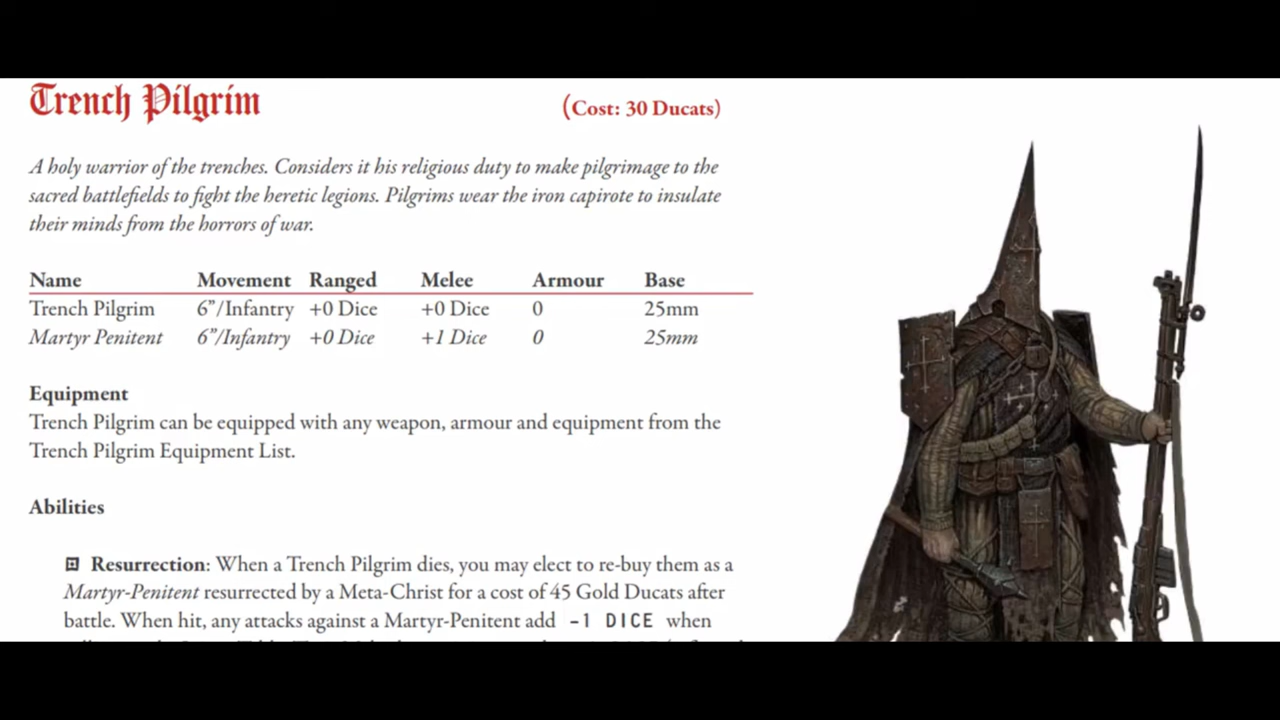 Trench Pilgrim (Cost: 30 Ducats)
A holy warrior of the trenches. Considers it his religious duty to make pilgrimage to the
sacred battlefields to fight the heretic legions. Pilgrims wear the iron capirote to insulate
their minds from the horrors of war.
Name Movement Ranged Melee Armour Base
Trench Pilgrim 6”/Infantry +0 Dice +0 Dice 0 25mm
Martyr Penitent 6”/Infantry +0 Dice +1 Dice 0 25mm
Equipment
Trench Pilgrim can be equipped with any weapon, armour and equipment from the
Trench Pilgrim Equipment List.
Abilities
Resurrection: When a Trench Pilgrim dies, you may elect to re-buy them as a
Martyr-Penitent resurrected by a Meta-Christ for a cost of 45 Gold Ducats after
battle. When hit, any attacks against a Martyr-Penitent add -1 DICE when